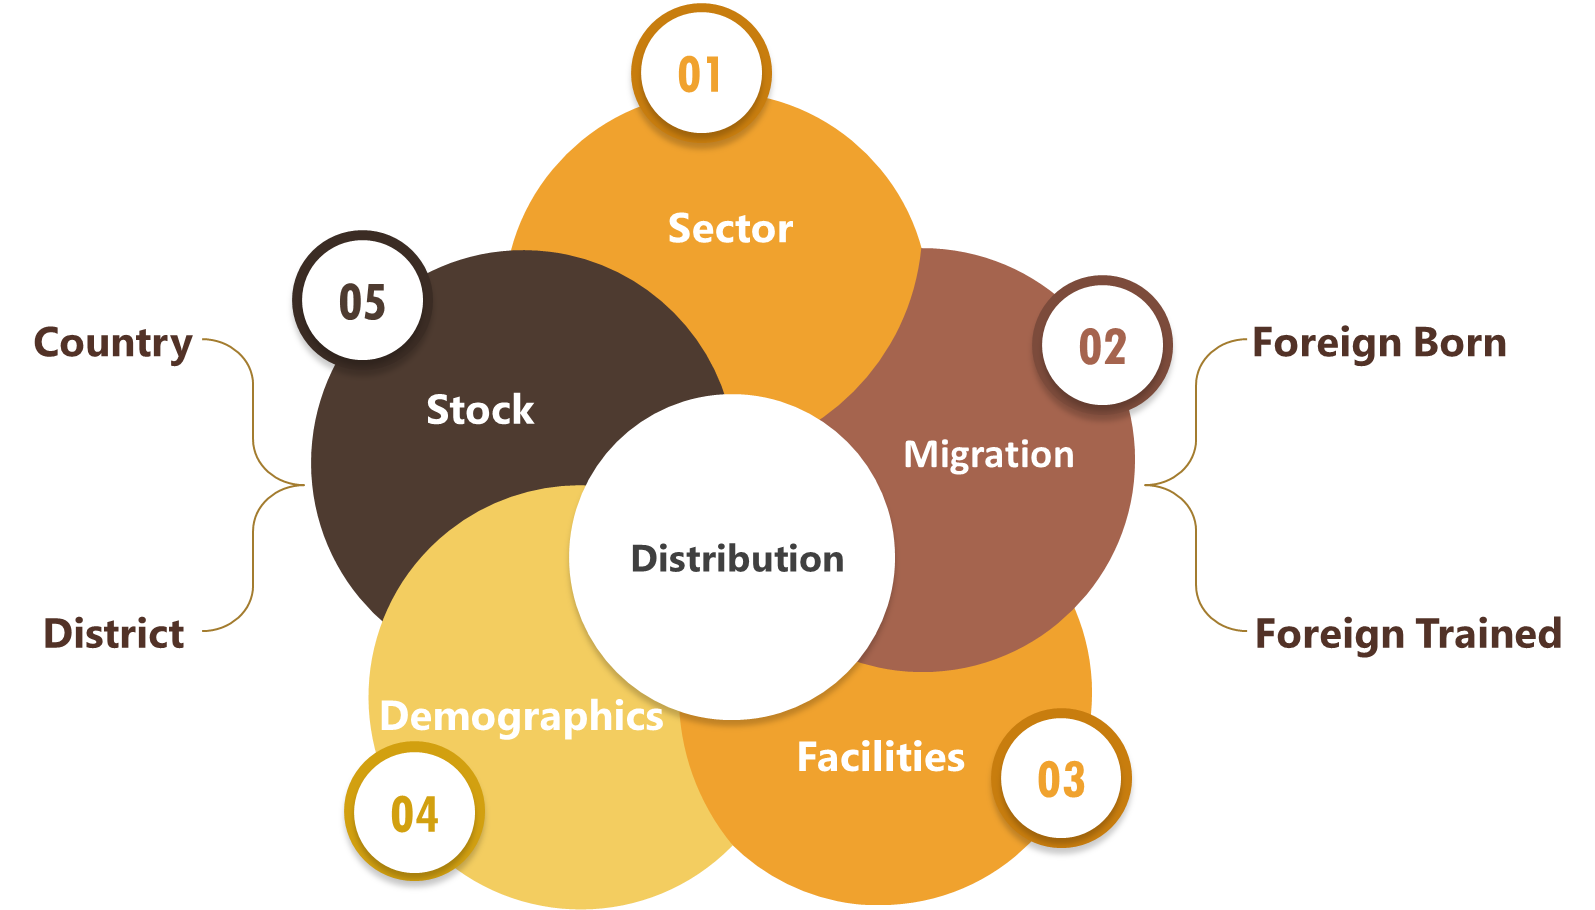 01
Sector
05
02
Country
Foreign Born
Stock
Migration
Distribution
District
Foreign Trained
Demographics
Facilities
03
04